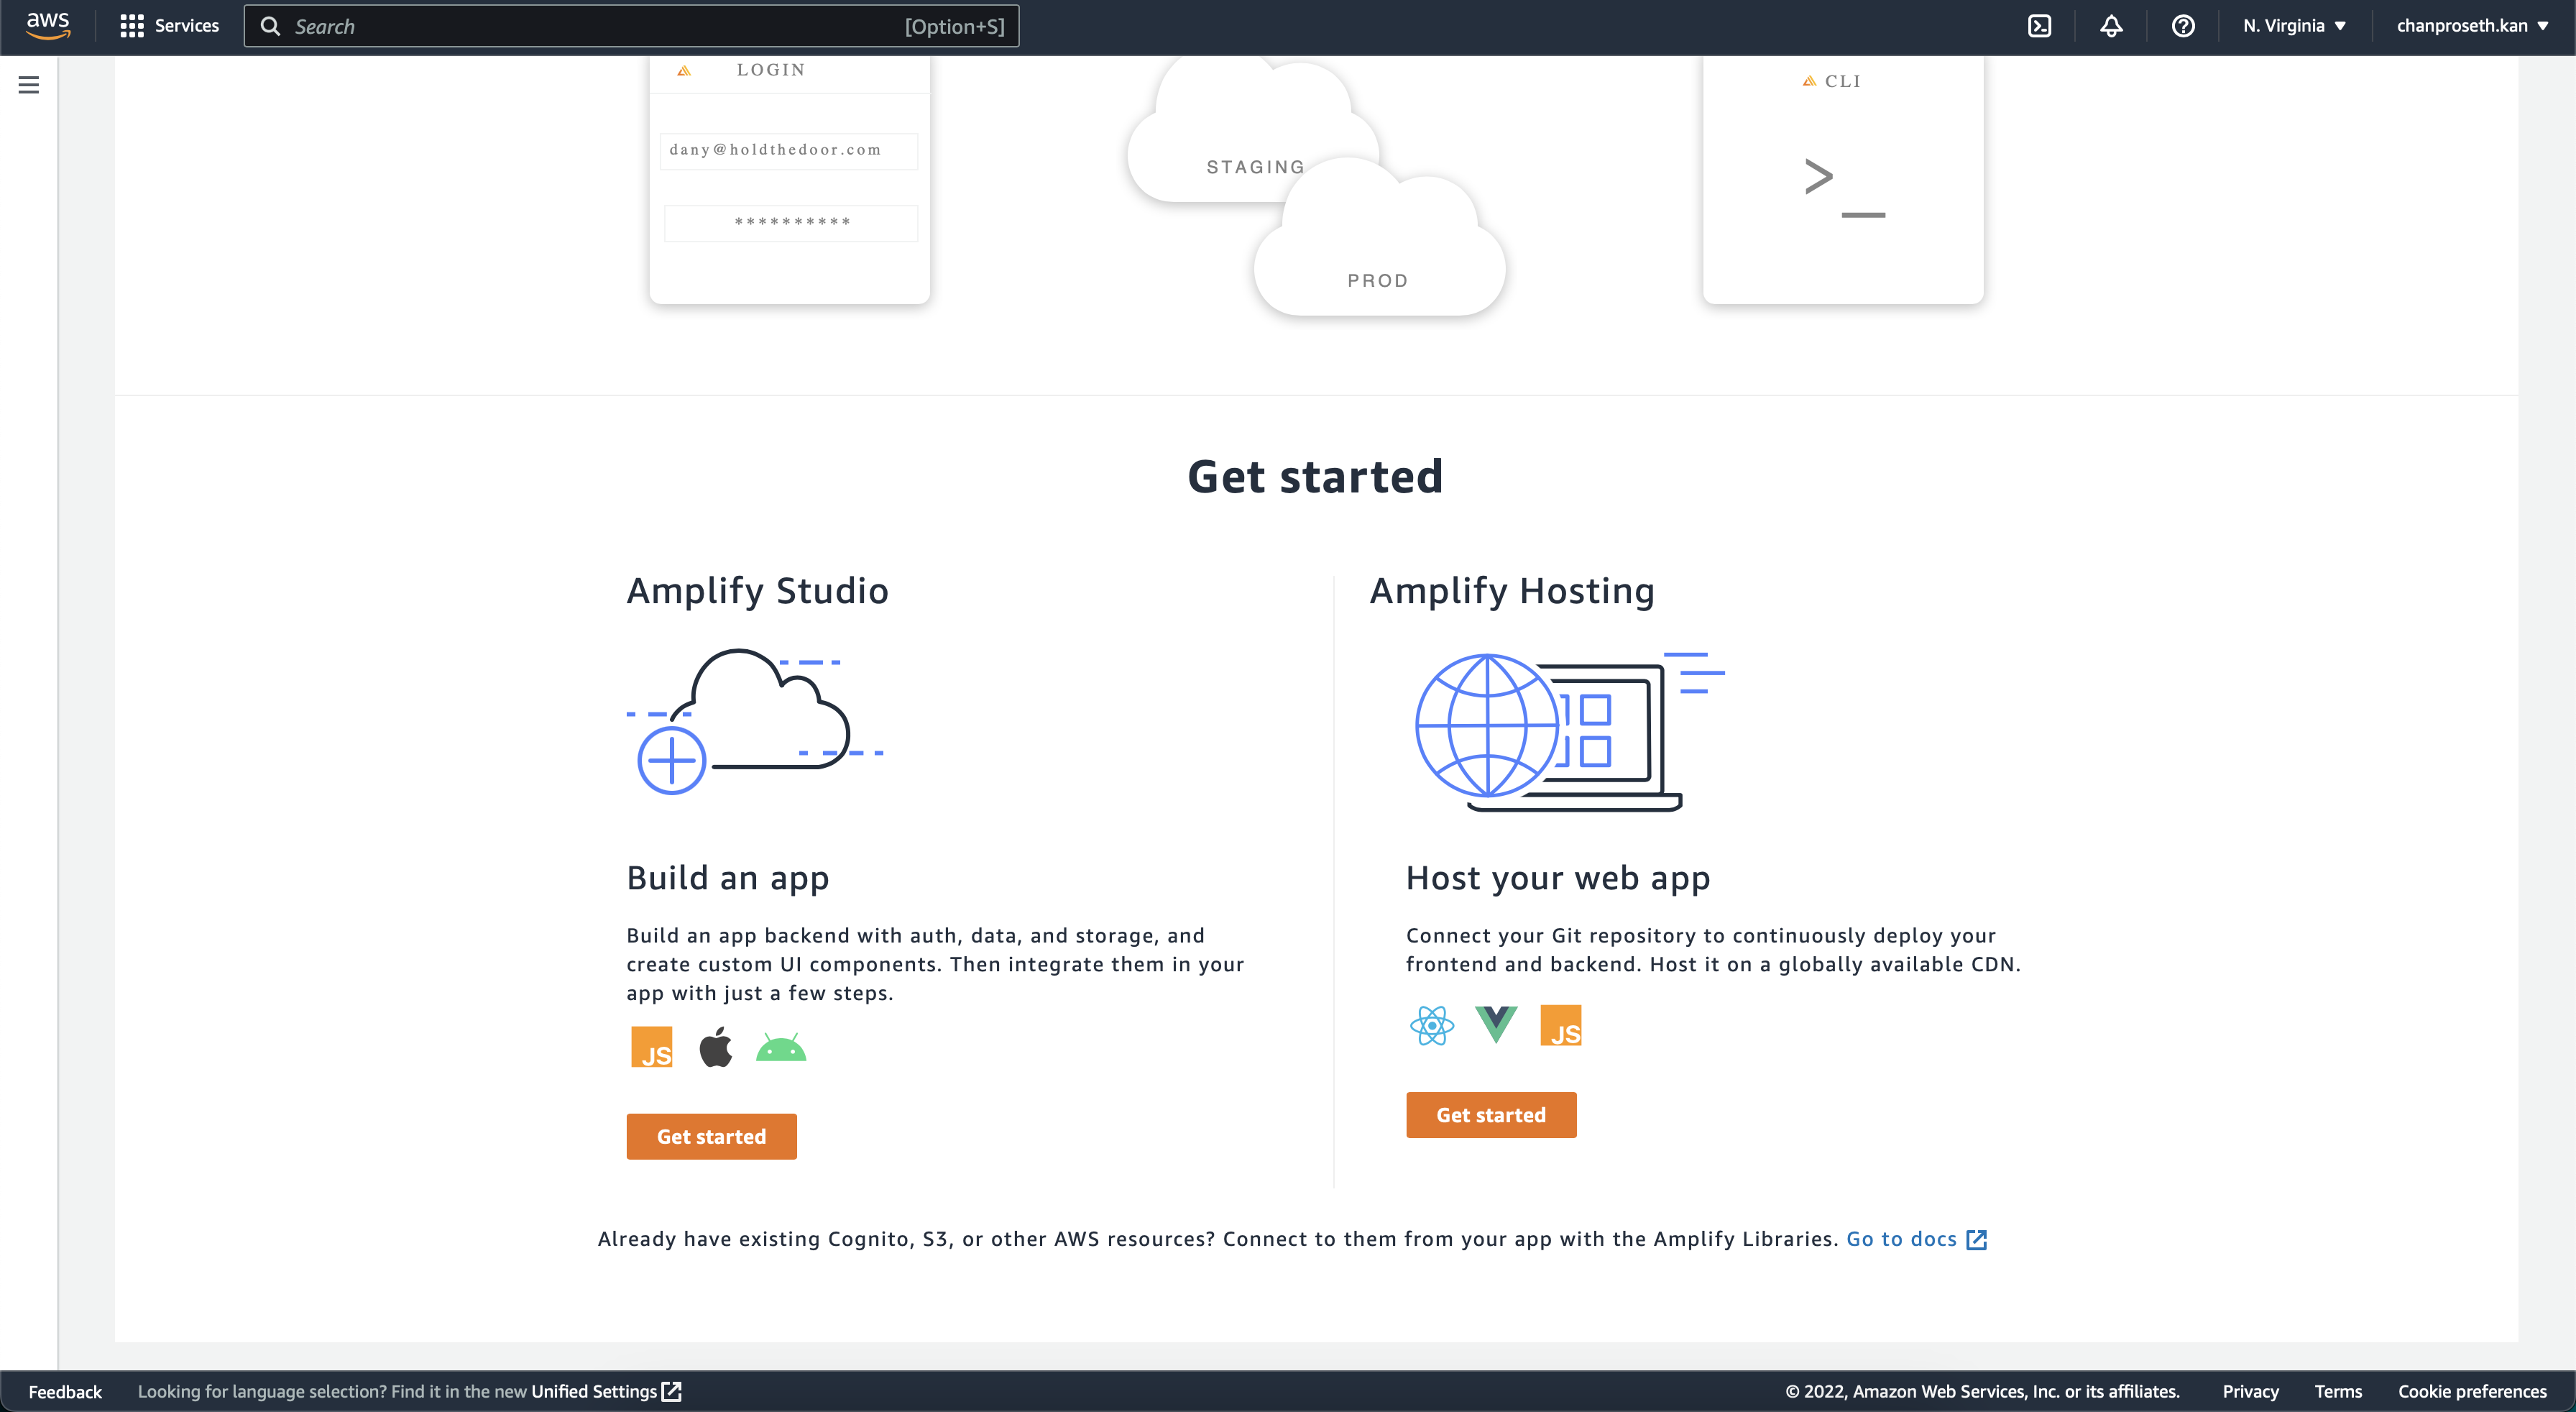 aws Services Search [Option+S] N. Virginia chanproseth.kan
LOGIN
dany@holdthedoor.com
**********
STAGING
PROD
CLI
>_
Get started
Amplify Studio
Build an app
Build an app backend with auth, data, and storage, and
create custom UI components. Then integrate them in your
app with just a few steps.
JS
Get started
Amplify Hosting
Host your web app
Connect your Git repository to continuously deploy your
frontend and backend. Host it on a globally available CDN.
JS
Get started
Already have existing Cognito, S3, or other AWS resources? Connect to them from your app with the Amplify Libraries. Go to docs
Feedback Looking for language selection? Find it in the new Unified Settings © 2022, Amazon Web Services, Inc. or its affiliates. Privacy Terms Cookie preferences